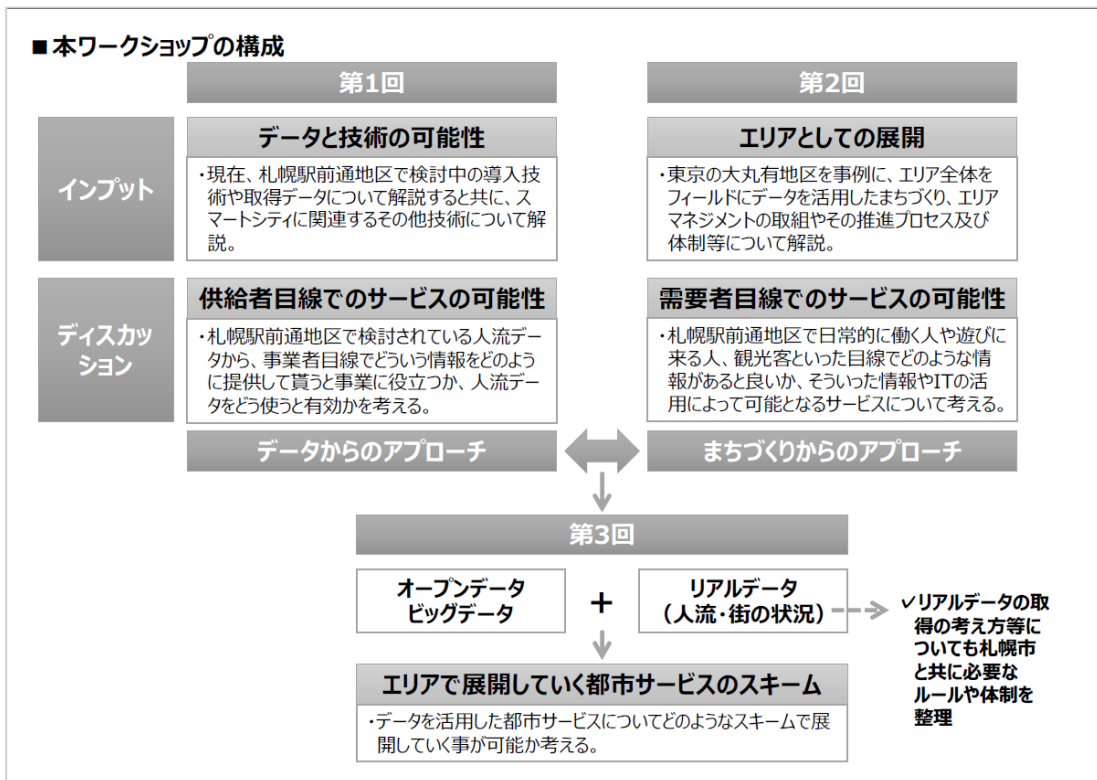 ■本ワークショップの構成
第1回
第2回
インプット
データと技術の可能性
・現在、札幌駅前通地区で検討中の導入技
術や取得データについて解説すると共に、ス
マートシティに関連するその他技術について解
説。
エリアとしての展開
・東京の大丸有地区を事例に、エリア全体を
フィールドにデータを活用したまちづくり、エリア
マネジメントの取組やその推進プロセス及び
体制等について解説。
ディスカッ
ション
供給者目線でのサービスの可能性
・札幌駅前通地区で検討されている人流デー
タから、事業者目線でどういう情報をどのよう
に提供して貰うと事業に役立つか、人流デー
タをどう使うと有効かを考える。
需要者目線でのサービスの可能性
・札幌駅前通地区で日常的に働く人や遊びに
来る人、観光客といった目線でどのような情
報があると良いか、そういった情報やITの活
用によって可能となるサービスについて考える。
データからのアプローチ
まちづくりからのアプローチ
第3回
オープンデータ
ビッグデータ
+
リアルデータ
（人流・街の状況）
✓リアルデータの取
得の考え方等に
ついても札幌市
と共に必要な
ルールや体制を
整理
エリアで展開していく都市サービスのスキーム
・データを活用した都市サービスについてどのようなスキームで展
開していく事が可能か考える。